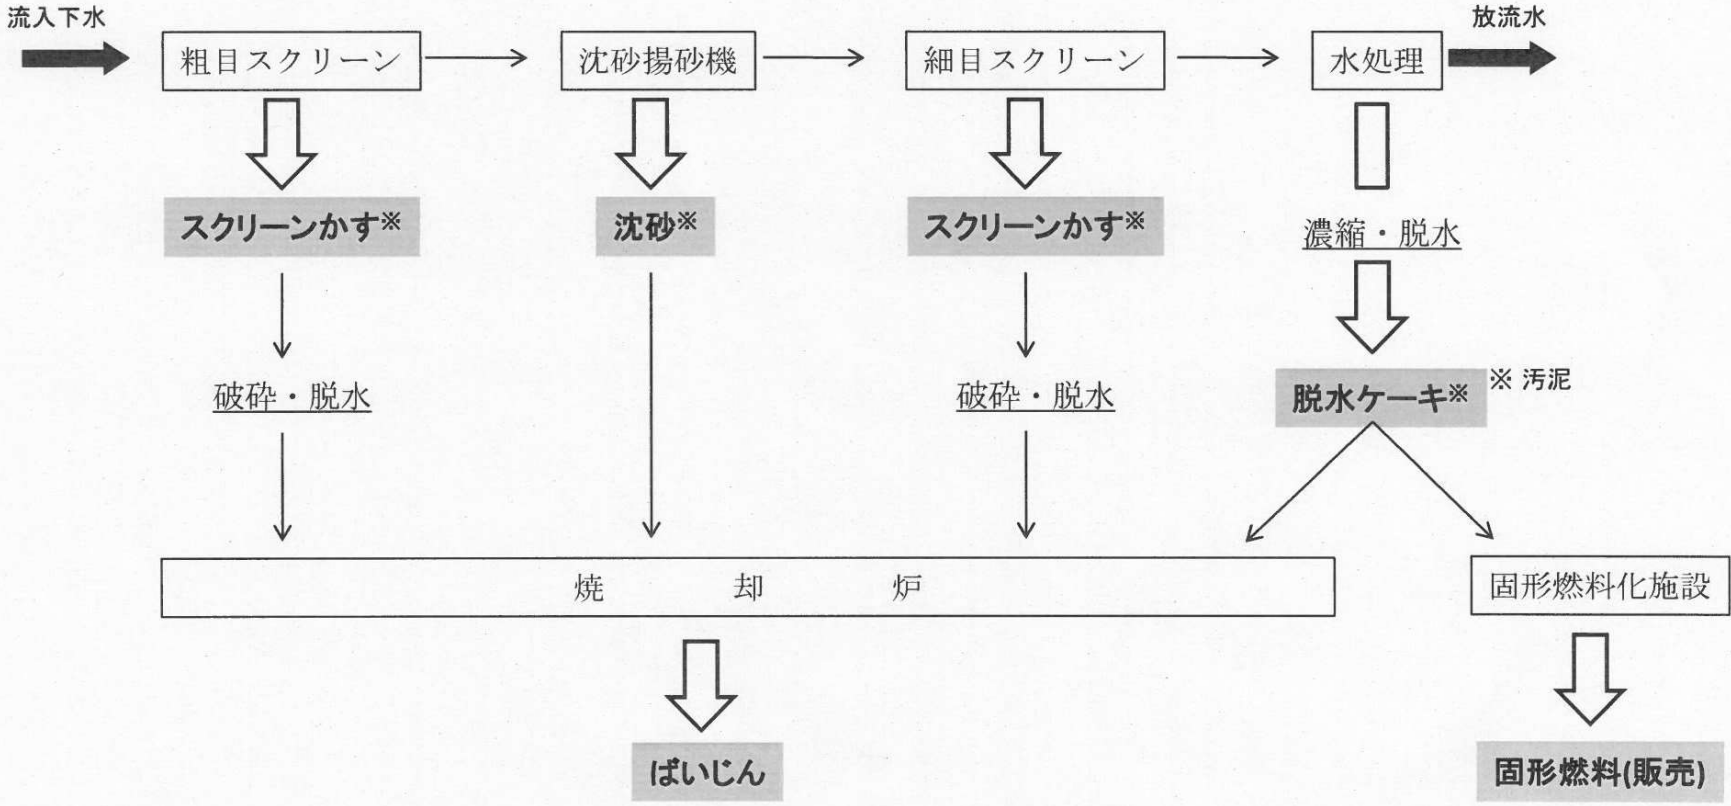 流入下水
放流水
粗目スクリーン
沈砂揚砂機
細目スクリーン
水処理
スクリーンかす※
沈砂※
スクリーンかす※
濃縮・脱水
破砕・脱水
破砕・脱水
脱水ケーキ※
※ 汚泥
焼却炉
固形燃料化施設
ばいじん
固形燃料(販売)